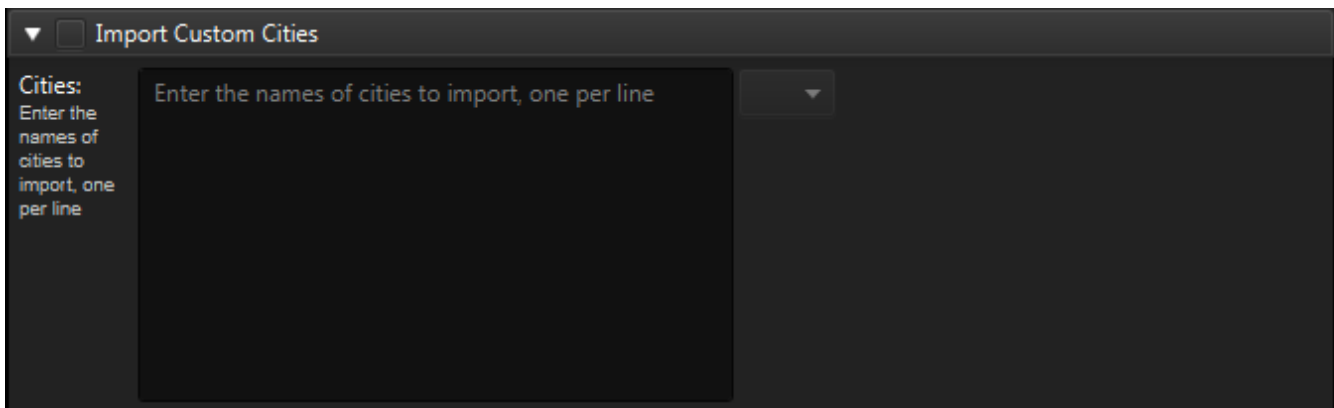 Import Custom Cities
Cities:
Enter the
names of
cities to
import, one
per line
Enter the names of cities to import, one per line